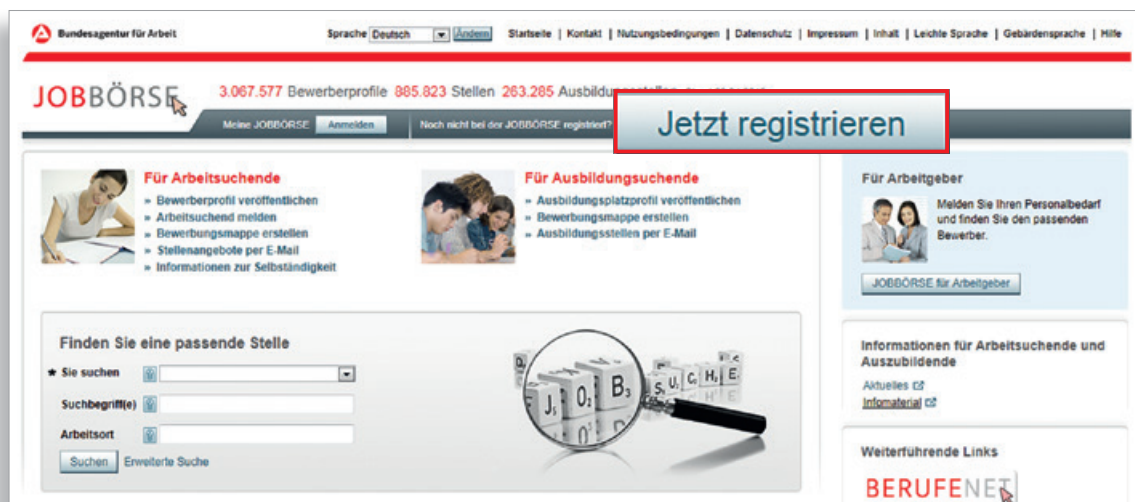 Bundesagentur für Arbeit
Sprache Deutsch Ändern Startseite | Kontakt | Nutzungsbedingungen | Datenschutz | Impressum | Inhalt | Leichte Sprache | Gebärdensprache | Hilfe
JOBBÖRSE
3.067.577 Bewerberprofile 885.823 Stellen 263.285
Meine JOBBÖRSE Anmelden Noch nicht bei der JOBBÖRSE registriert?
Jetzt registrieren
Für Arbeitsuchende
» Bewerberprofil veröffentlichen
» Arbeitsuchend melden
» Bewerbungsmappe erstellen
» Stellenangebote per E-Mail
» Informationen zur Selbständigkeit
Für Ausbildungsuchende
» Ausbildungsplatzprofil veröffentlichen
» Bewerbungsmappe erstellen
» Ausbildungsstellen per E-Mail
Für Arbeitgeber
Melden Sie Ihren Personalbedarf
und finden Sie den passenden
Bewerber.
JOBBÖRSE für Arbeitgeber
Finden Sie eine passende Stelle
* Sie suchen
Suchbegriff(e)
Arbeitsort
Suchen Erweiterte Suche
J O B S U C H E
Informationen für Arbeitsuchende und
Auszubildende
Aktuelles
Infomaterial
Weiterführende Links
BERUFENET